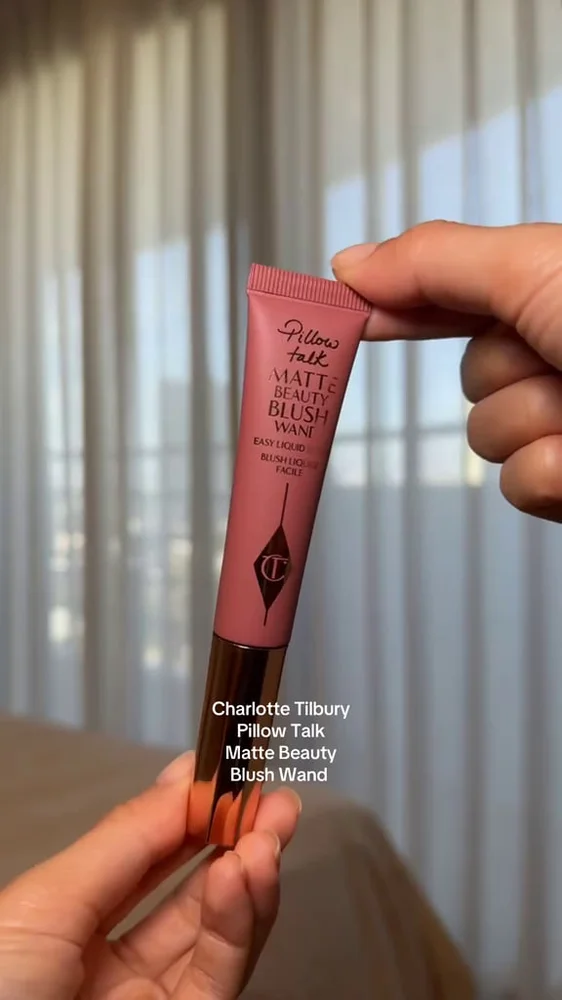 Pillow
talk
MATTE
BEAUTY
BLUSH
WAND
EASY LIQUID
BLUSH LIQUIDE
FACILE
CT
Charlotte Tilbury
Pillow Talk
Matte Beauty
Blush Wand